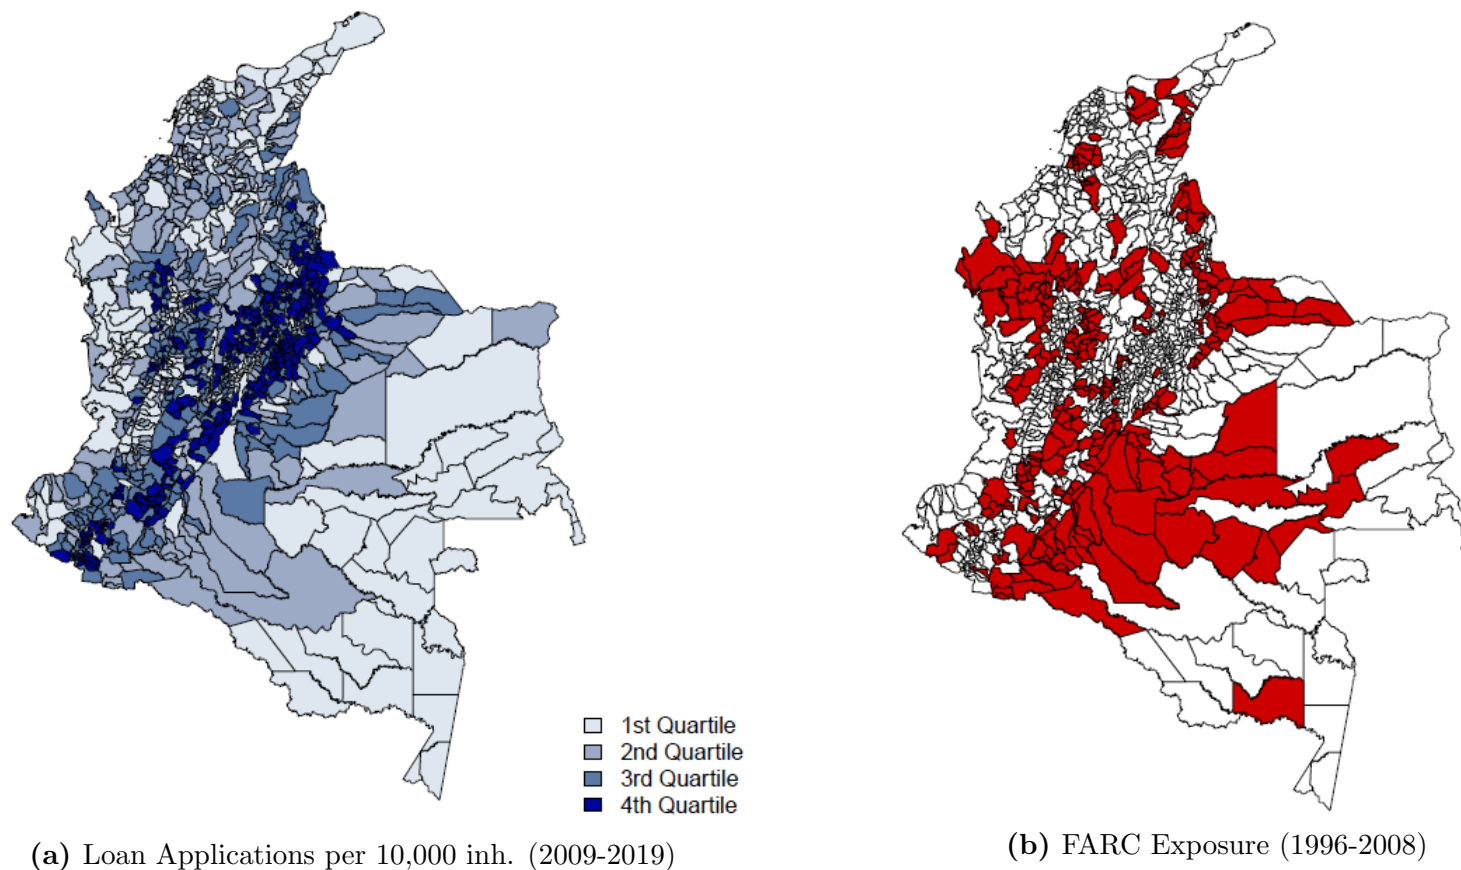 1st Quartile
2nd Quartile
3rd Quartile
4th Quartile
(a) Loan Applications per 10,000 inh. (2009-2019)
(b) FARC Exposure (1996-2008)